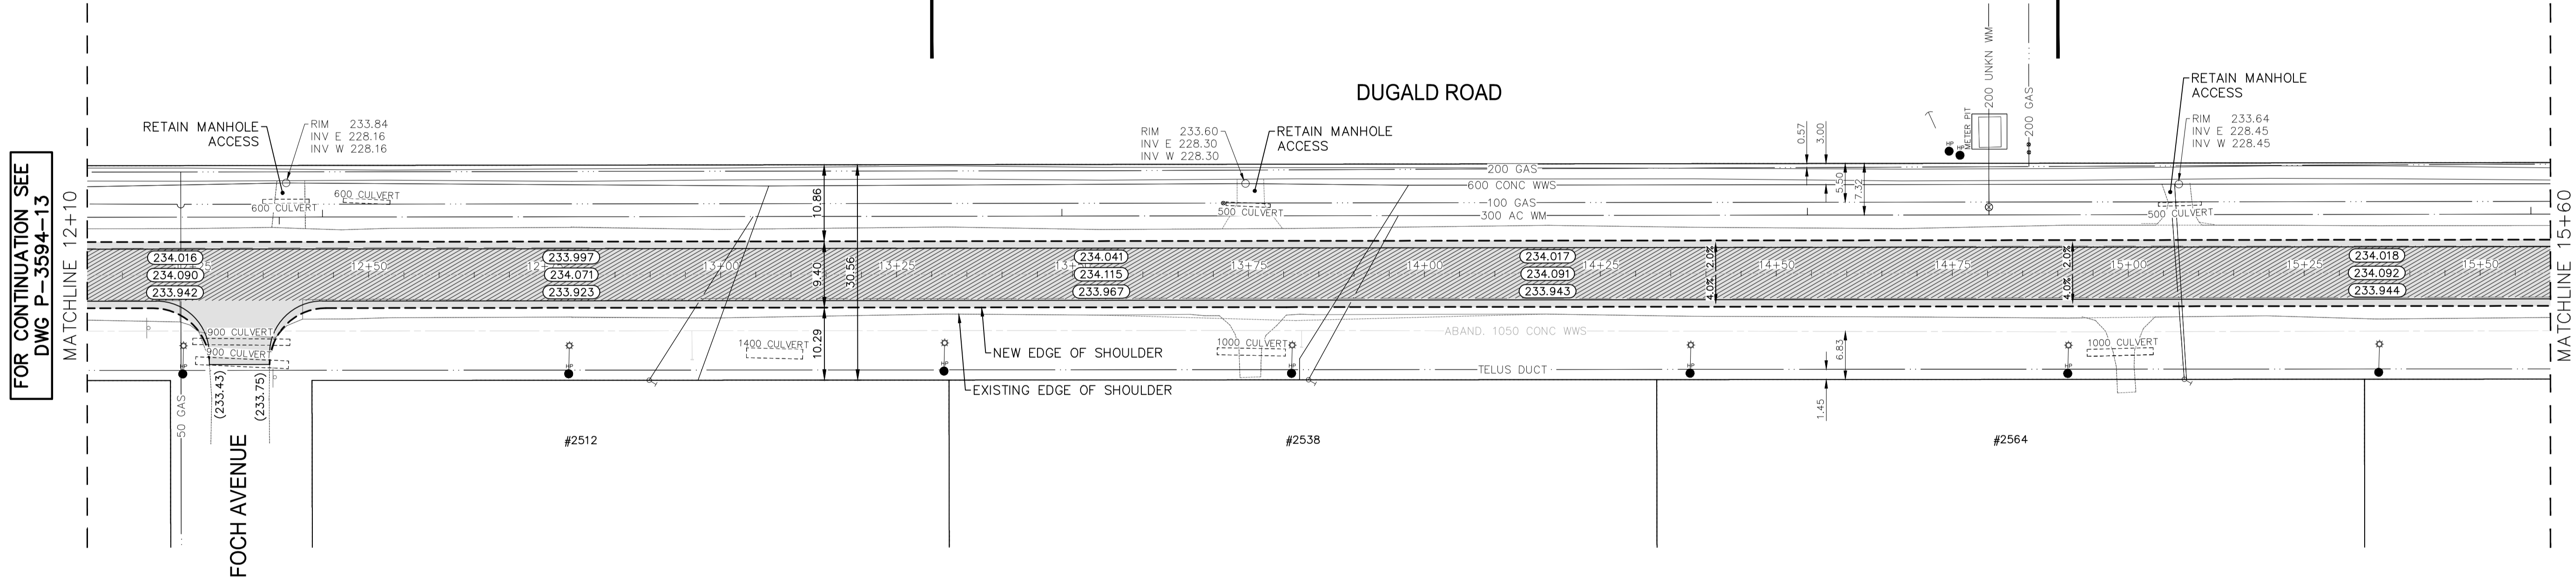 FOR CONTINUATION SEE
DWG P-3594-13
MATCHLINE 12+10
MATCHLINE 15+60
DUGALD ROAD
RETAIN MANHOLE
ACCESS
RIM 233.84
INV E 228.16
INV W 228.16
RIM 233.60
INV E 228.30
INV W 228.30
RETAIN MANHOLE
ACCESS
0.57
3.00
METER PIT
HP
HP
200 UNKN WM
200 GAS
RETAIN MANHOLE
ACCESS
RIM 233.64
INV E 228.45
INV W 228.45
200 GAS
600 CONC WWS
100 GAS
300 AC WM
5.50
7.32
600 CULVERT
600 CULVERT
500 CULVERT
500 CULVERT
10.86
9.40
30.56
10.29
234.016
234.090
233.942
12+50
233.997
234.071
233.923
13+00
13+25
234.041
234.115
233.967
13+75
14+00
234.017
234.091
233.943
14+25
14+50
4.0% 2.0%
14+75
4.0% 2.0%
15+00
15+25
234.018
234.092
233.944
15+50
900 CULVERT
900 CULVERT
1400 CULVERT
NEW EDGE OF SHOULDER
EXISTING EDGE OF SHOULDER
1000 CULVERT
ABAND. 1050 CONC WWS
TELUS DUCT
6.83
1.45
1000 CULVERT
HP
HP
HP
HP
HP
HP
50 GAS
(233.43)
(233.75)
FOCH AVENUE
#2512
#2538
#2564